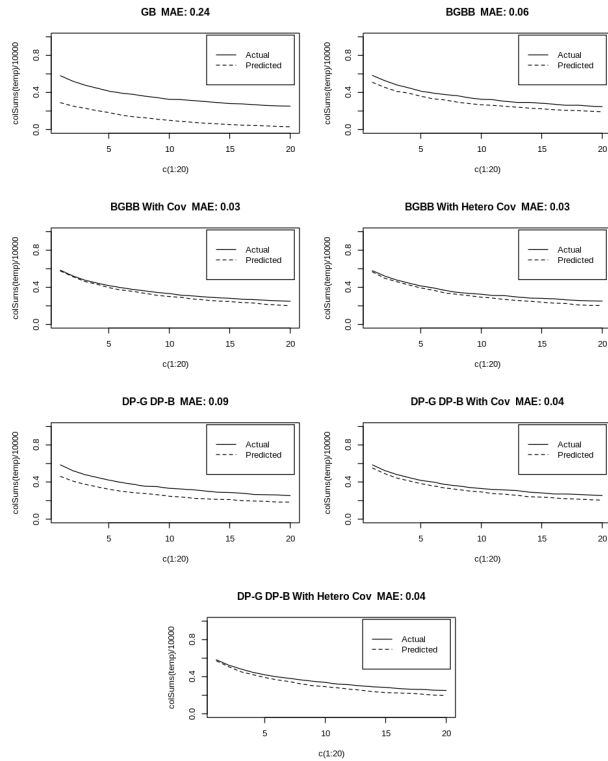 GB  MAE: 0.24
colSums(temp)/10000
0.0 0.4 0.8
Actual
Predicted
5 10 15 20
c(1:20)
BGBB  MAE: 0.06
colSums(temp)/10000
0.0 0.4 0.8
Actual
Predicted
5 10 15 20
c(1:20)
BGBB With Cov  MAE: 0.03
colSums(temp)/10000
0.0 0.4 0.8
Actual
Predicted
5 10 15 20
c(1:20)
BGBB With Hetero Cov  MAE: 0.03
colSums(temp)/10000
0.0 0.4 0.8
Actual
Predicted
5 10 15 20
c(1:20)
DP-G DP-B  MAE: 0.09
colSums(temp)/10000
0.0 0.4 0.8
Actual
Predicted
5 10 15 20
c(1:20)
DP-G DP-B With Cov  MAE: 0.04
colSums(temp)/10000
0.0 0.4 0.8
Actual
Predicted
5 10 15 20
c(1:20)
DP-G DP-B With Hetero Cov  MAE: 0.04
colSums(temp)/10000
0.0 0.4 0.8
Actual
Predicted
5 10 15 20
c(1:20)